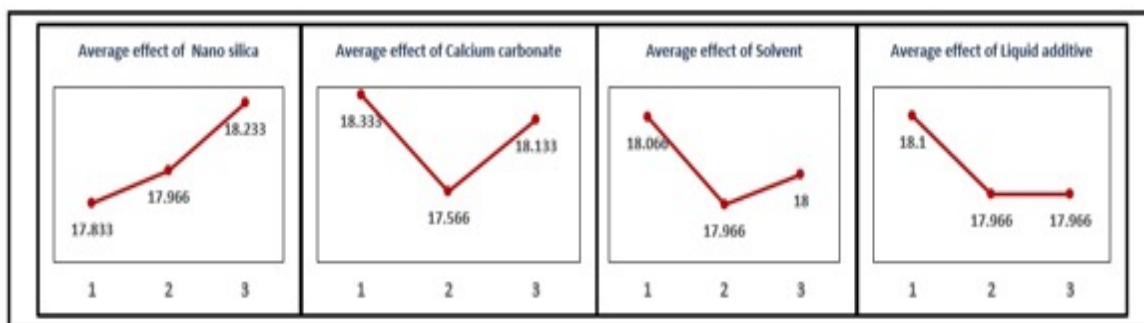 Average effect of Nano silica
18.233
17.966
17.833
1 2 3
Average effect of Calcium carbonate
18.333
18.133
17.566
1 2 3
Average effect of Solvent
18.066
18
17.966
1 2 3
Average effect of Liquid additive
18.1
17.966 17.966
1 2 3